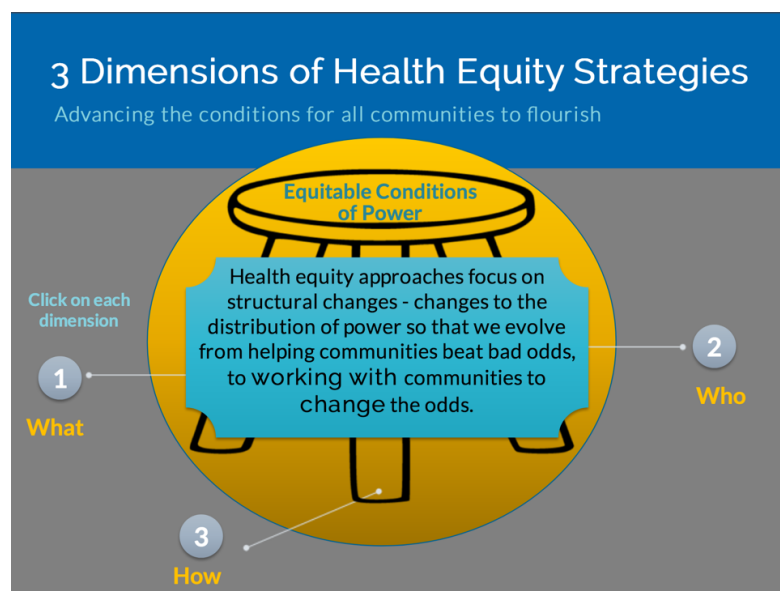 3 Dimensions of Health Equity Strategies
Advancing the conditions for all communities to flourish
Equitable Conditions
of Power
Health equity approaches focus on
structural changes - changes to the
distribution of power so that we evolve
from helping communities beat bad odds,
to working with communities to
change the odds.
Click on each
dimension
1
What
2
Who
3
How